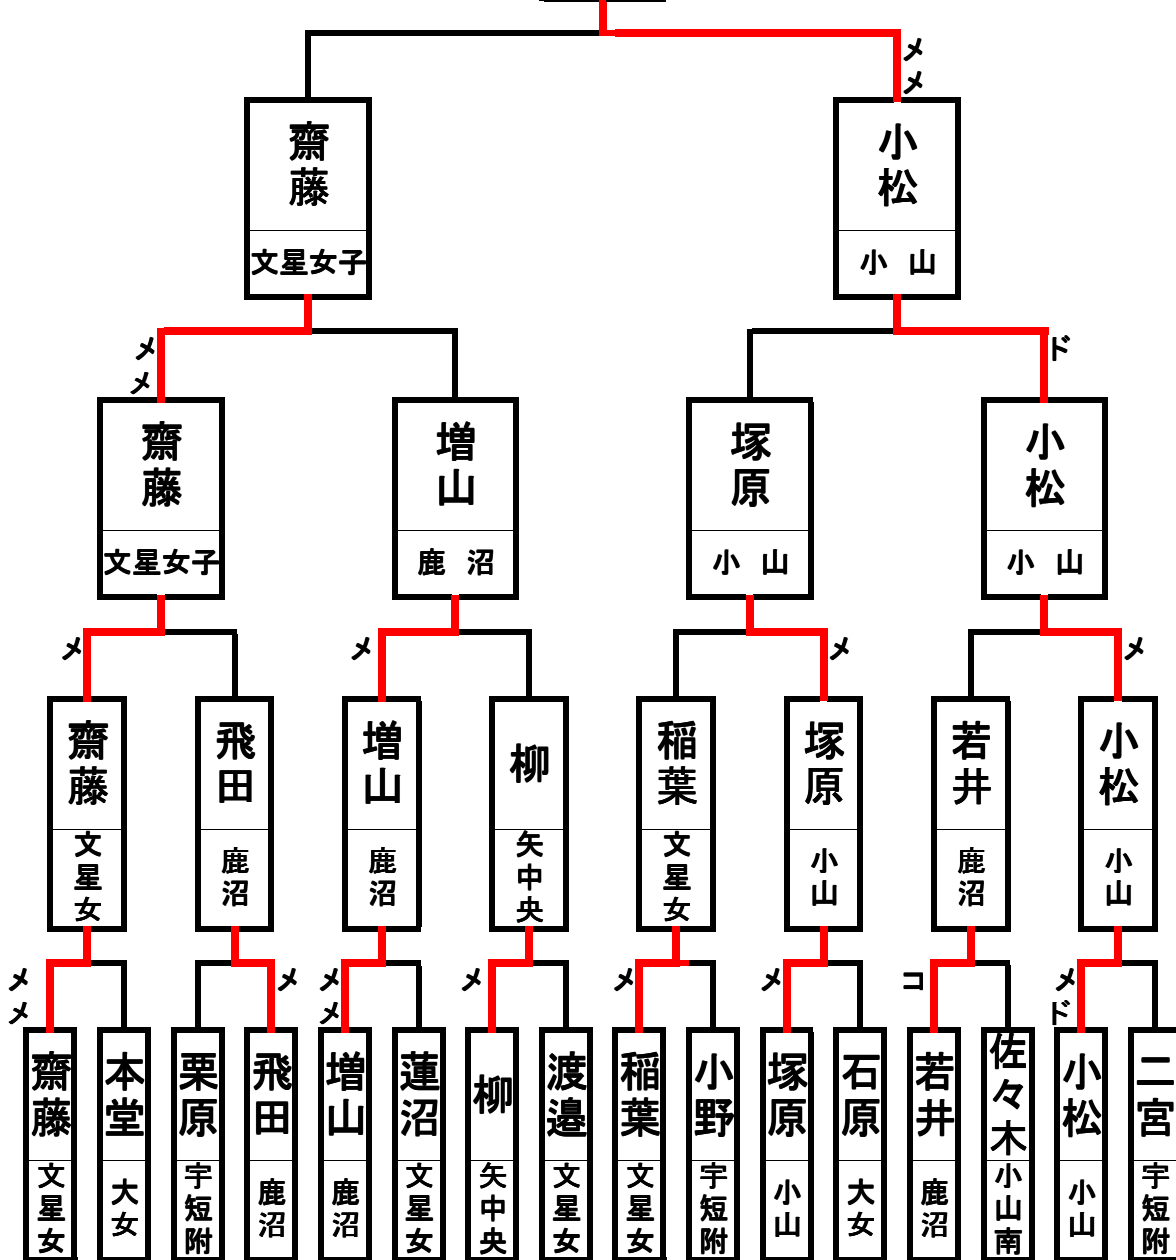 メ
メ
齋藤
文星女子
小松
小 山
メ
メ
ド
齋藤
文星女子
増山
鹿 沼
塚原
小 山
小松
小 山
メ
メ
メ
メ
齋藤
文星女
飛田
鹿沼
増山
鹿沼
柳
矢中央
稲葉
文星女
塚原
小山
若井
鹿沼
小松
小山
メ
メ
メ
メ
メ
メ
メ
メ
コ
メ
ド
齋藤
文星女
本堂
大女
栗原
宇短附
飛田
鹿沼
増山
鹿沼
蓮沼
文星女
柳
矢中央
渡邉
文星女
稲葉
文星女
小野
宇短附
塚原
小山
石原
大女
若井
鹿沼
佐々木
小山南
小松
小山
二宮
宇短附